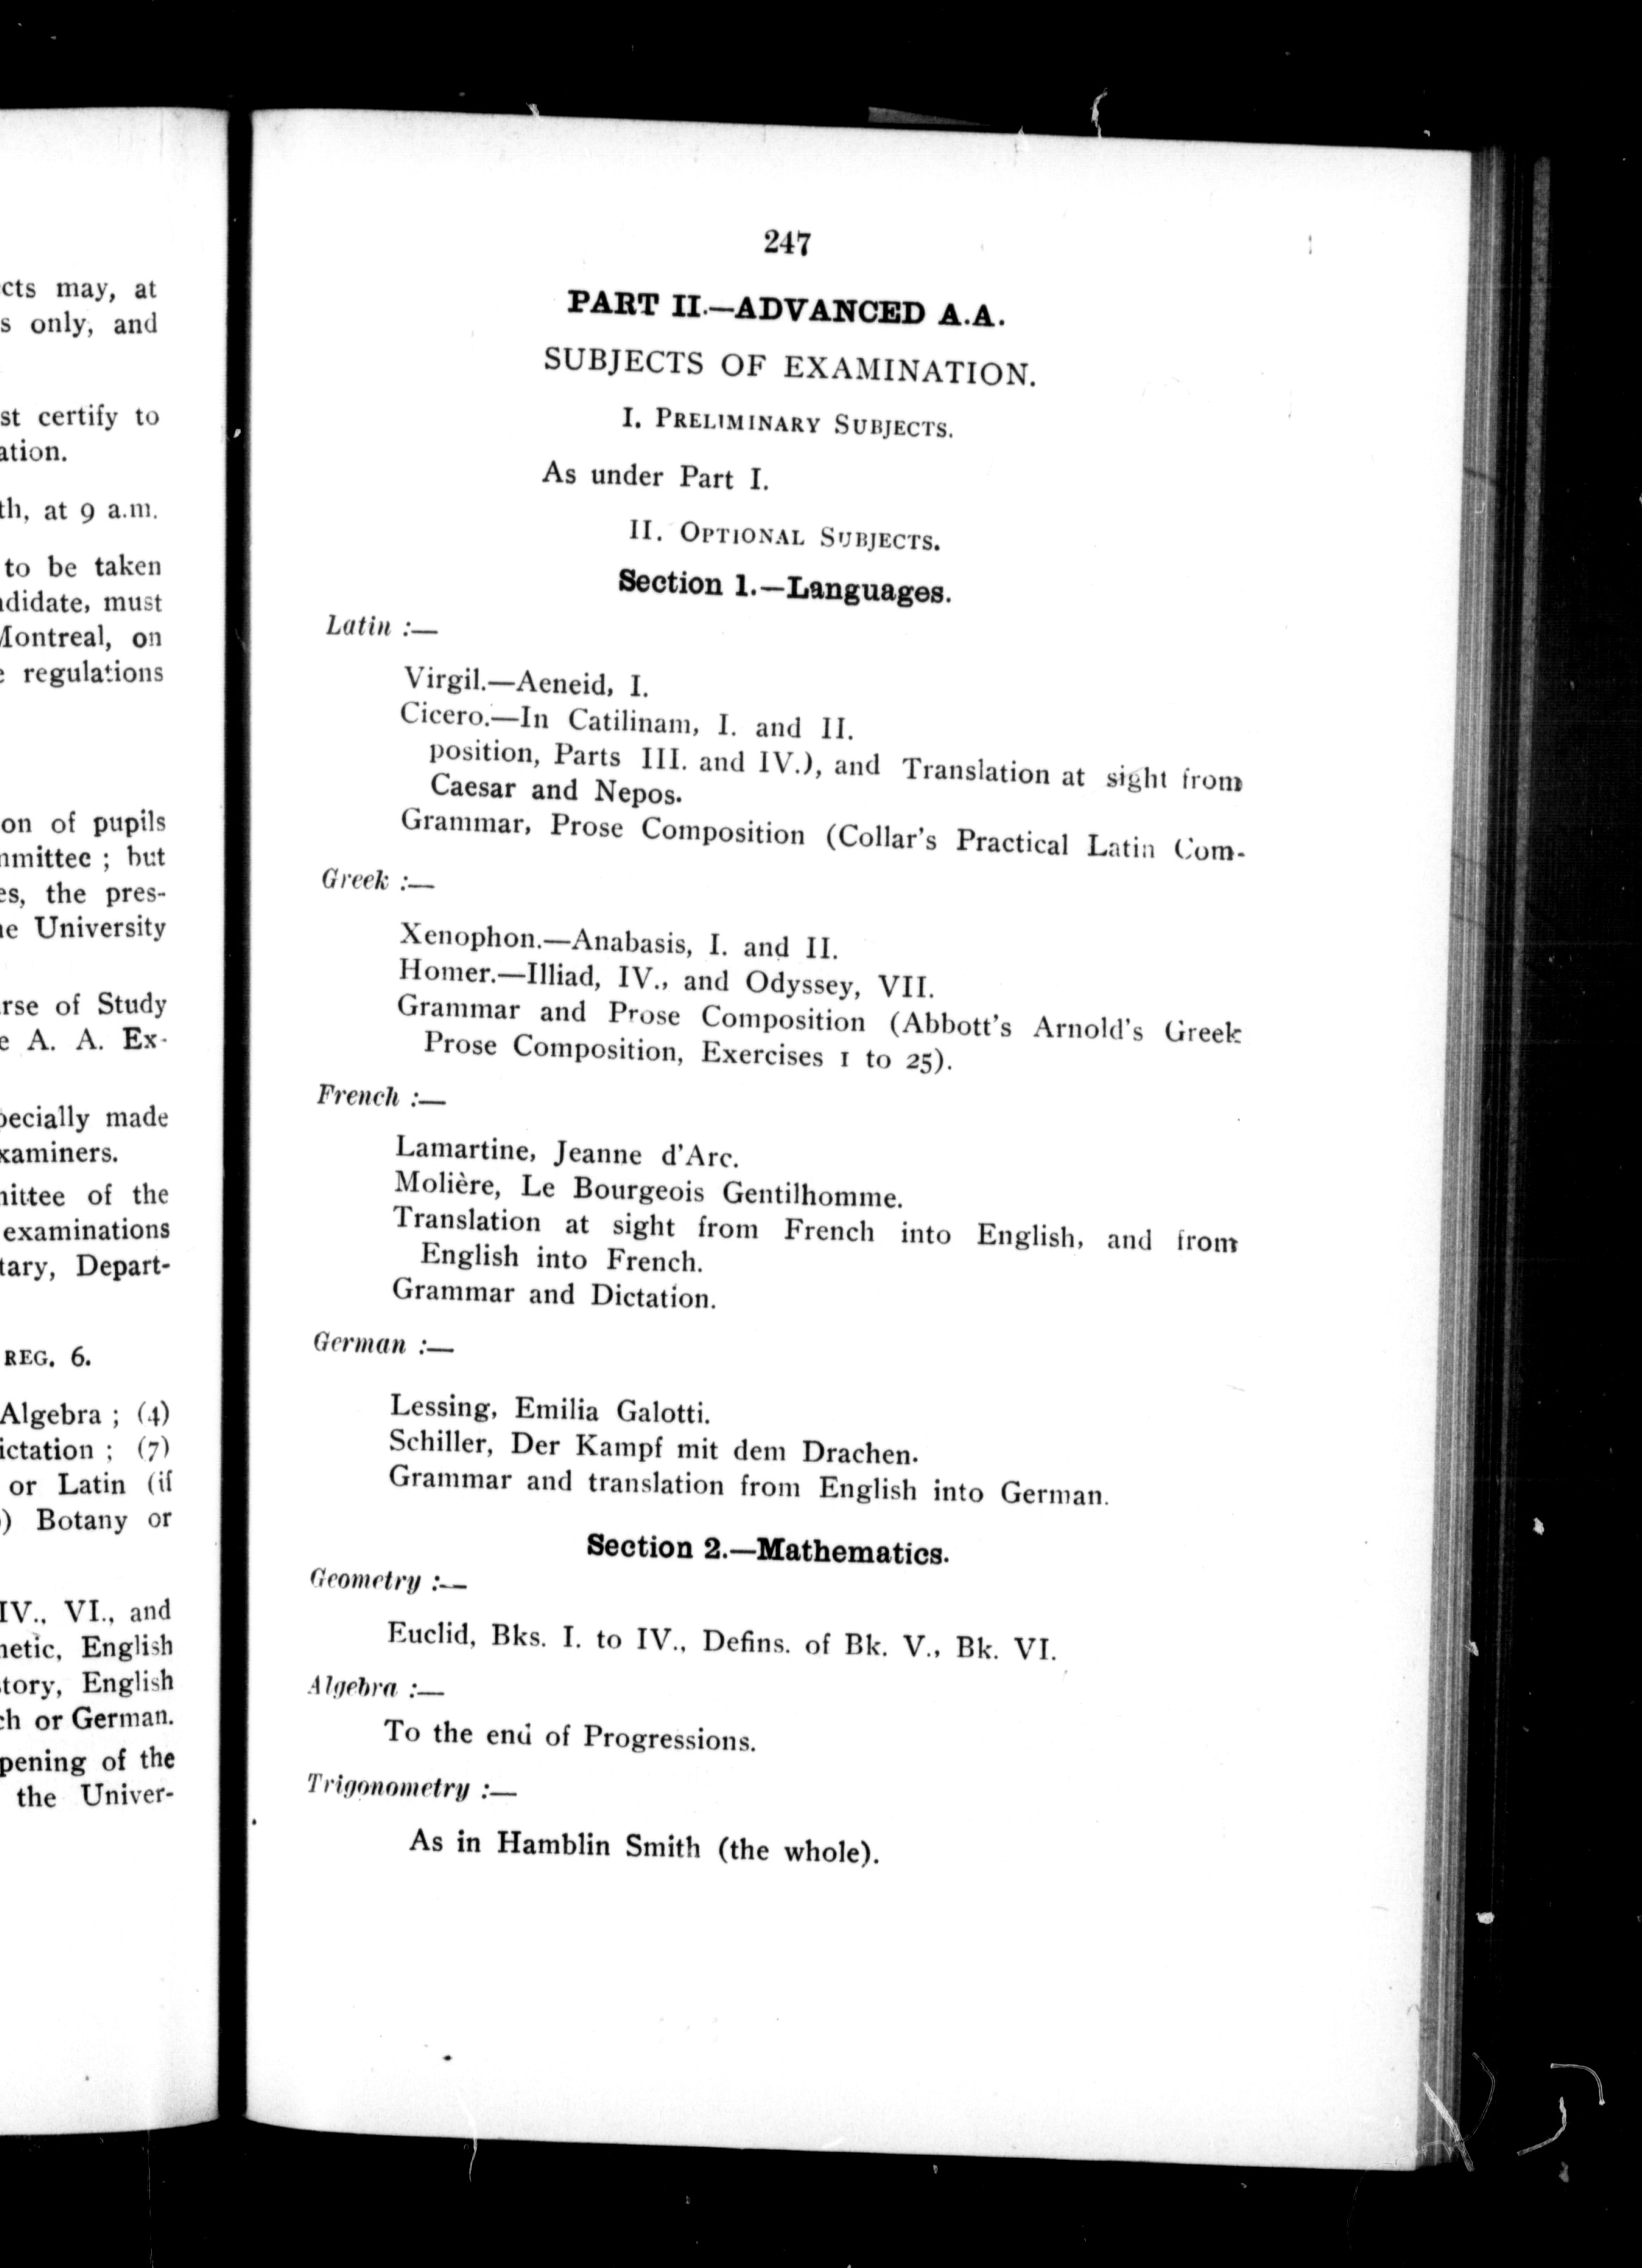 cts may, at
s only, and
st certify to
ation.
th, at 9 a.m.
to be taken
didate, must
Montreal, on
e regulations
on of pupils
mmittee ; but
es, the pres-
he University
rse of Study
e A. A. Ex-
pecially made
xaminers.
mittee of the
examinations
tary, Depart-
REG. 6.
Algebra ; (4)
ictation ; (7)
or Latin (if
) Botany or
IV., VI., and
netic, English
story, English
ch or German.
pening of the
the Univer-
247
PART II.—ADVANCED A.A.
SUBJECTS OF EXAMINATION.
I. PRELIMINARY SUBJECTS.
As under Part I.
II. OPTIONAL SUBJECTS.
Section 1.—Languages.
Latin :—
Virgil.—Aeneid, I.
Cicero.—In Catilinam, I. and II.
position, Parts III. and IV.), and Translation at sight from
Caesar and Nepos.
Grammar, Prose Composition (Collar's Practical Latin Com-
Greek :—
Xenophon.—Anabasis, I. and II.
Homer.—Illiad, IV., and Odyssey, VII.
Grammar and Prose Composition (Abbott's Arnold's Greek
Prose Composition, Exercises 1 to 25).
French :—
Lamartine, Jeanne d'Arc.
Molière, Le Bourgeois Gentilhomme.
Translation at sight from French into English, and from
English into French.
Grammar and Dictation.
German :—
Lessing, Emilia Galotti.
Schiller, Der Kampf mit dem Drachen.
Grammar and translation from English into German.
Section 2.—Mathematics.
Geometry :—
Euclid, Bks. I. to IV., Defins. of Bk. V., Bk. VI.
Algebra :—
To the end of Progressions.
Trigonometry :—
As in Hamblin Smith (the whole).